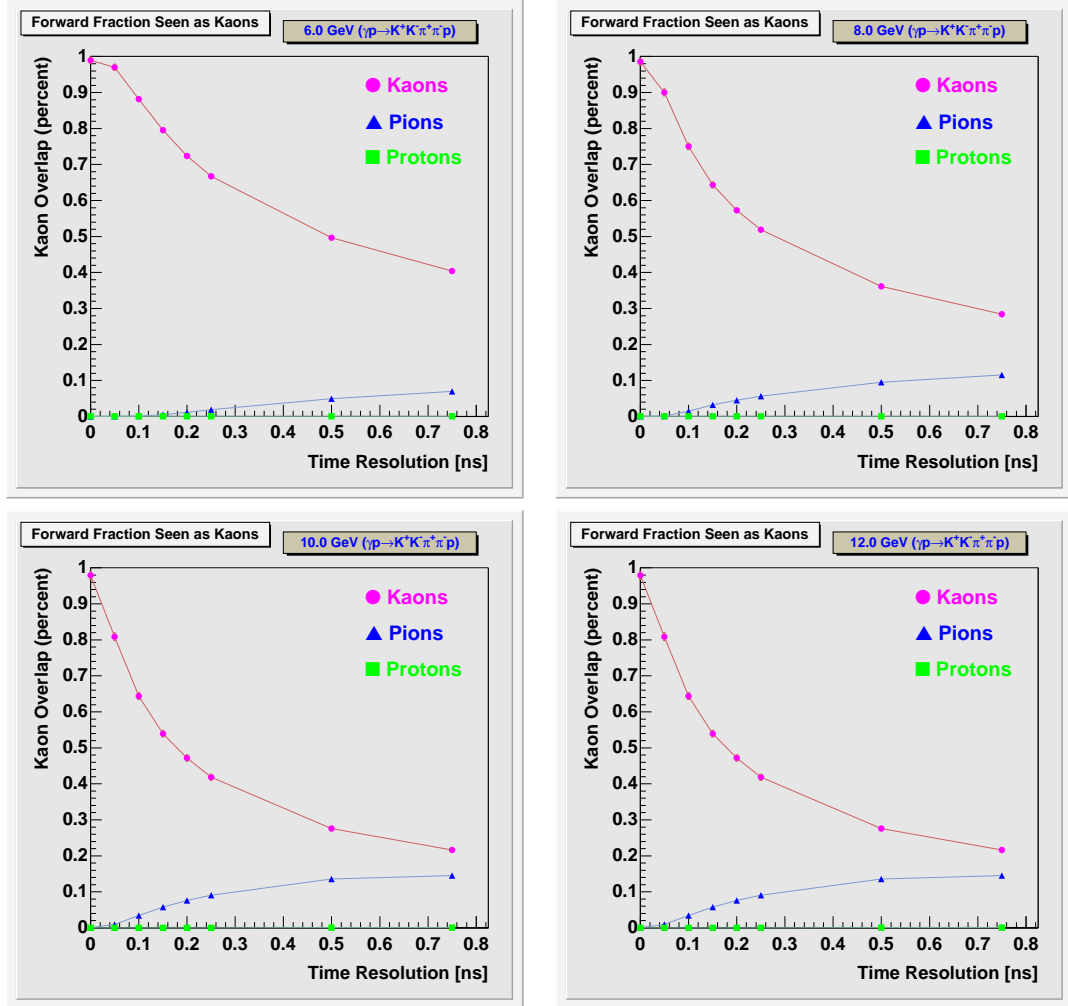 Forward Fraction Seen as Kaons
6.0 GeV (γp→K⁺K⁻π⁺π⁻p)
Kaon Overlap (percent)
1
0.9
0.8
0.7
0.6
0.5
0.4
0.3
0.2
0.1
0
Kaons
Pions
Protons
0 0.1 0.2 0.3 0.4 0.5 0.6 0.7 0.8
Time Resolution [ns]
Forward Fraction Seen as Kaons
8.0 GeV (γp→K⁺K⁻π⁺π⁻p)
Kaon Overlap (percent)
1
0.9
0.8
0.7
0.6
0.5
0.4
0.3
0.2
0.1
0
Kaons
Pions
Protons
0 0.1 0.2 0.3 0.4 0.5 0.6 0.7 0.8
Time Resolution [ns]
Forward Fraction Seen as Kaons
10.0 GeV (γp→K⁺K⁻π⁺π⁻p)
Kaon Overlap (percent)
1
0.9
0.8
0.7
0.6
0.5
0.4
0.3
0.2
0.1
0
Kaons
Pions
Protons
0 0.1 0.2 0.3 0.4 0.5 0.6 0.7 0.8
Time Resolution [ns]
Forward Fraction Seen as Kaons
12.0 GeV (γp→K⁺K⁻π⁺π⁻p)
Kaon Overlap (percent)
1
0.9
0.8
0.7
0.6
0.5
0.4
0.3
0.2
0.1
0
Kaons
Pions
Protons
0 0.1 0.2 0.3 0.4 0.5 0.6 0.7 0.8
Time Resolution [ns]